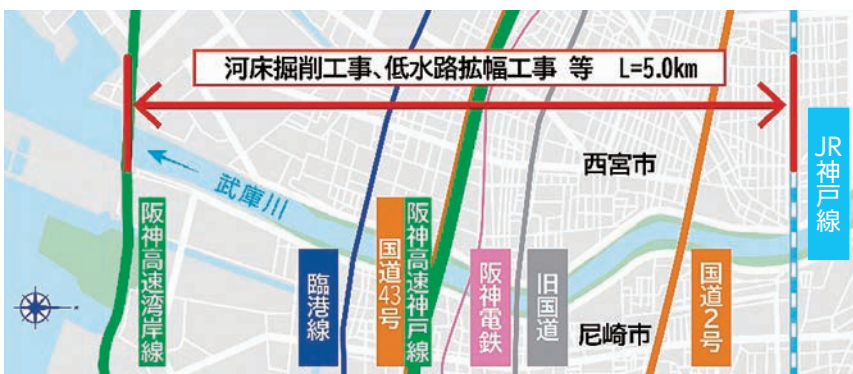 河床掘削工事、低水路拡幅工事 等 L=5.0km
JR神戸線
西宮市
武庫川
阪神高速湾岸線
臨港線
国道43号
阪神高速神戸線
阪神電鉄
旧国道
尼崎市
国道2号